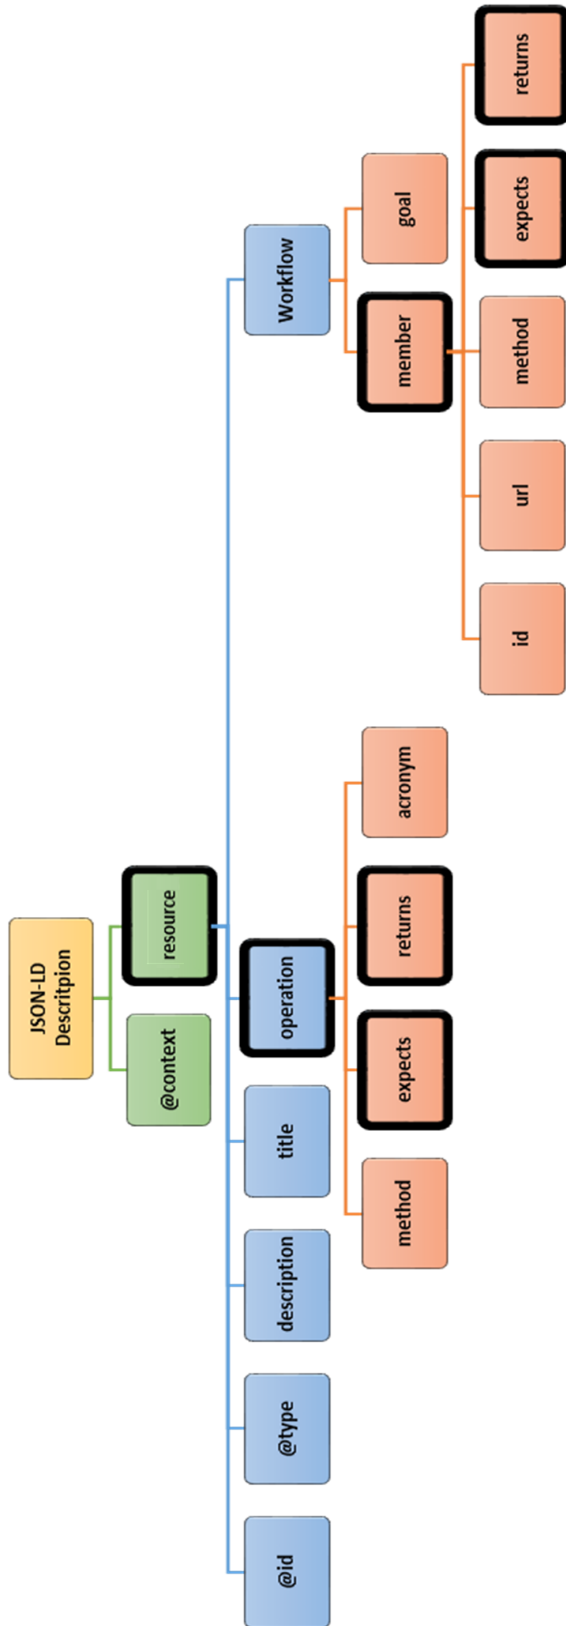 JSON-LD
Descritpion
@context
resource
@id
@type
description
title
operation
Workflow
method
expects
returns
acronym
member
goal
id
url
method
expects
returns